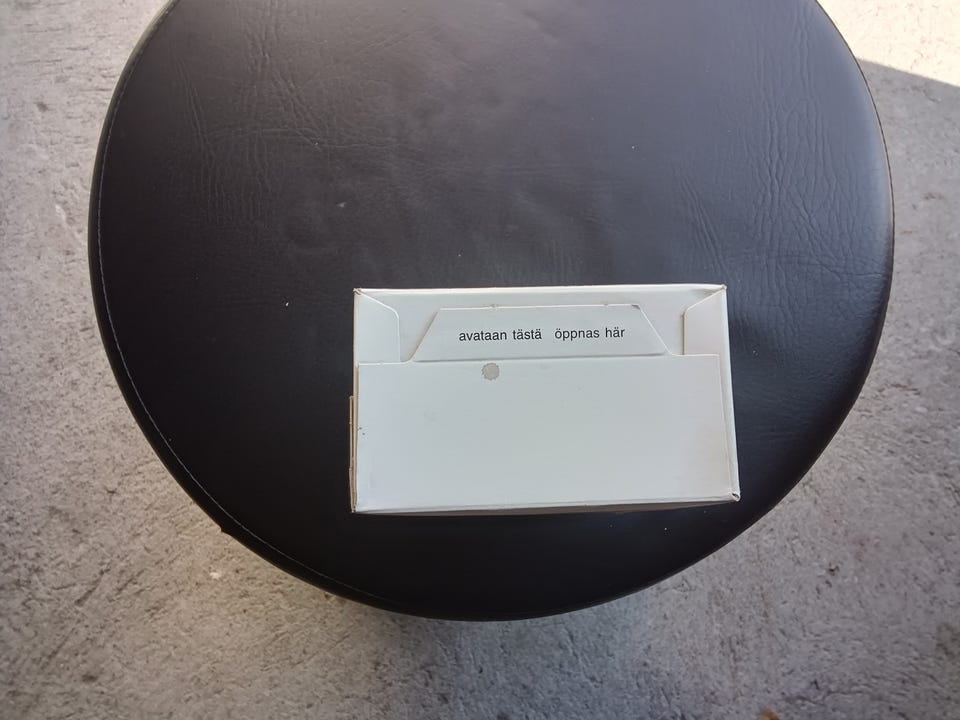 avataan tästä öppnas här